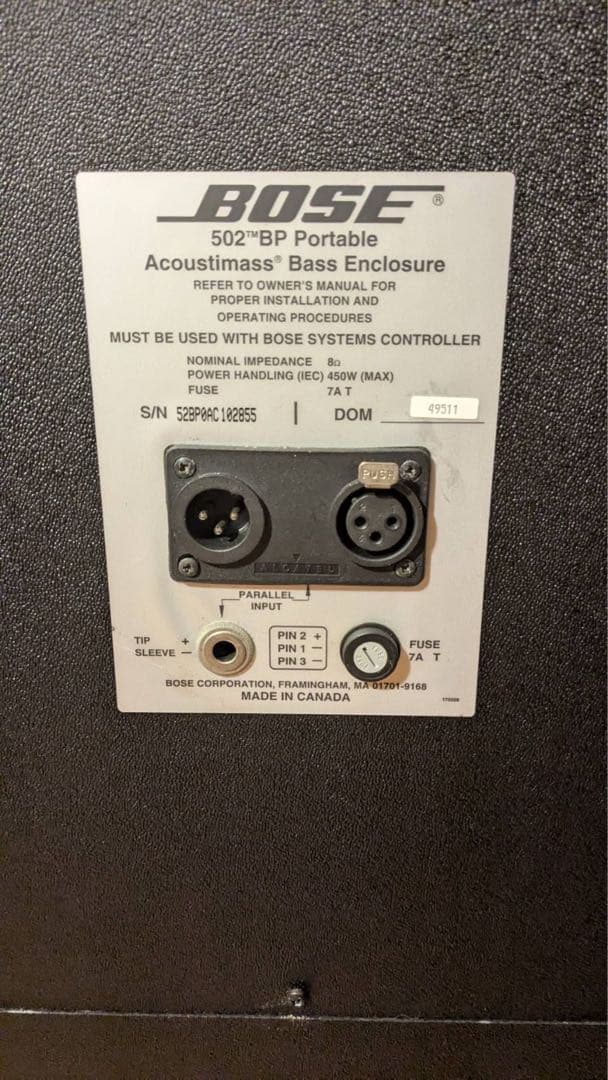 BOSE®
502™BP Portable
Acoustimass® Bass Enclosure
REFER TO OWNER'S MANUAL FOR
PROPER INSTALLATION AND
OPERATING PROCEDURES
MUST BE USED WITH BOSE SYSTEMS CONTROLLER
NOMINAL IMPEDANCE 8Ω
POWER HANDLING (IEC) 450W (MAX)
FUSE 7A T
S/N 52BP0AC102855 | DOM 49511
PUSH
ALCATEL
PARALLEL
INPUT
TIP +
SLEEVE –
PIN 2 +
PIN 1 –
PIN 3 –
FUSE
7A T
BOSE CORPORATION, FRAMINGHAM, MA 01701-9168
MADE IN CANADA